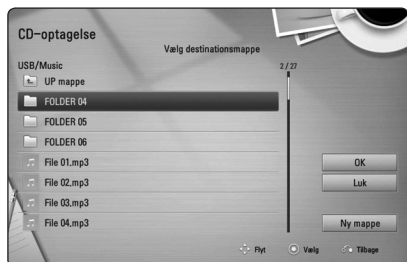 CD-optagelse
Vælg destinationsmappe
USB/Music 2 / 27
UP mappe
FOLDER 04
FOLDER 05
FOLDER 06
File 01.mp3
File 02.mp3
File 03.mp3
File 04.mp3
OK
Luk
Ny mappe
Flyt Vælg Tilbage